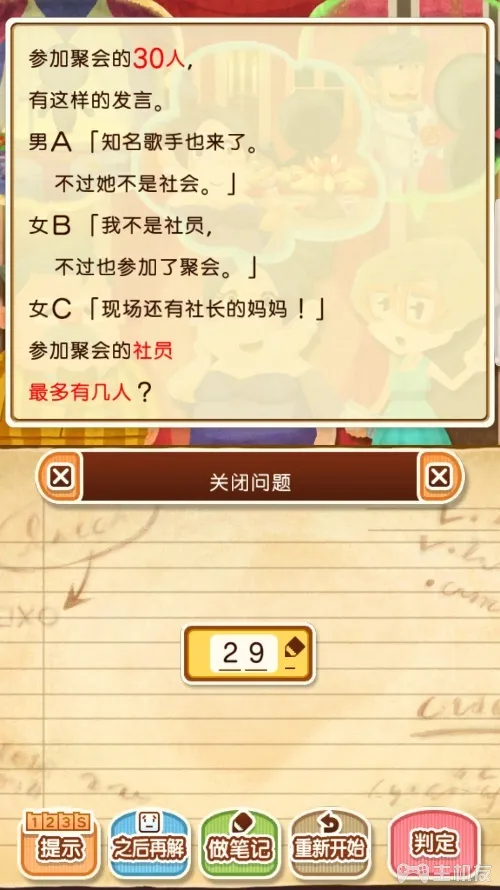 参加聚会的30人，
有这样的发言。
男A「知名歌手也来了。
不过她不是社会。」
女B「我不是社员，
不过也参加了聚会。」
女C「现场还有社长的妈妈！」
参加聚会的社员
最多有几人？
关闭问题
29
123S
提示
之后再解
做笔记
重新开始
判定
手机友